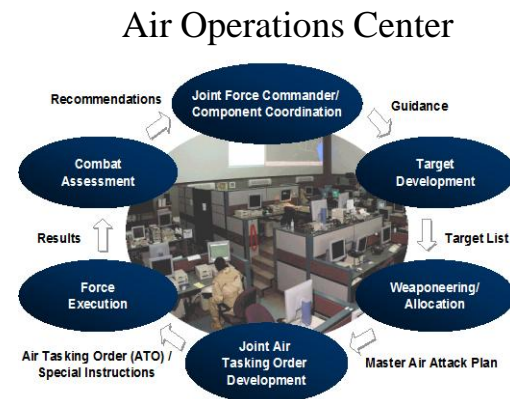 Air Operations Center
Joint Force Commander/
Component Coordination
Guidance
Target
Development
Target List
Weaponeering/
Allocation
Master Air Attack Plan
Joint Air
Tasking Order
Development
Air Tasking Order (ATO) /
Special Instructions
Force
Execution
Results
Combat
Assessment
Recommendations